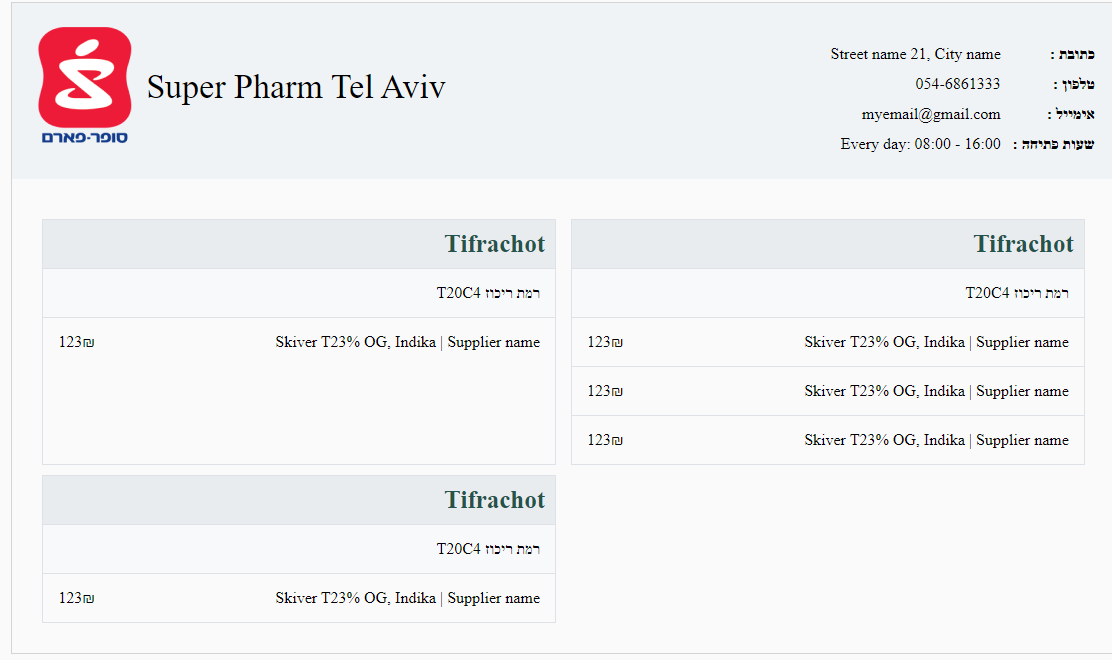 סופר-פארם
Super Pharm Tel Aviv
כתובת : Street name 21, City name
טלפון : 054-6861333
אימייל : myemail@gmail.com
שעות פתיחה : Every day: 08:00 - 16:00
Tifrachot
רמת ריכוז T20C4
Skiver T23% OG, Indika | Supplier name 123₪
Skiver T23% OG, Indika | Supplier name 123₪
Skiver T23% OG, Indika | Supplier name 123₪
Tifrachot
רמת ריכוז T20C4
Skiver T23% OG, Indika | Supplier name 123₪
Tifrachot
רמת ריכוז T20C4
Skiver T23% OG, Indika | Supplier name 123₪